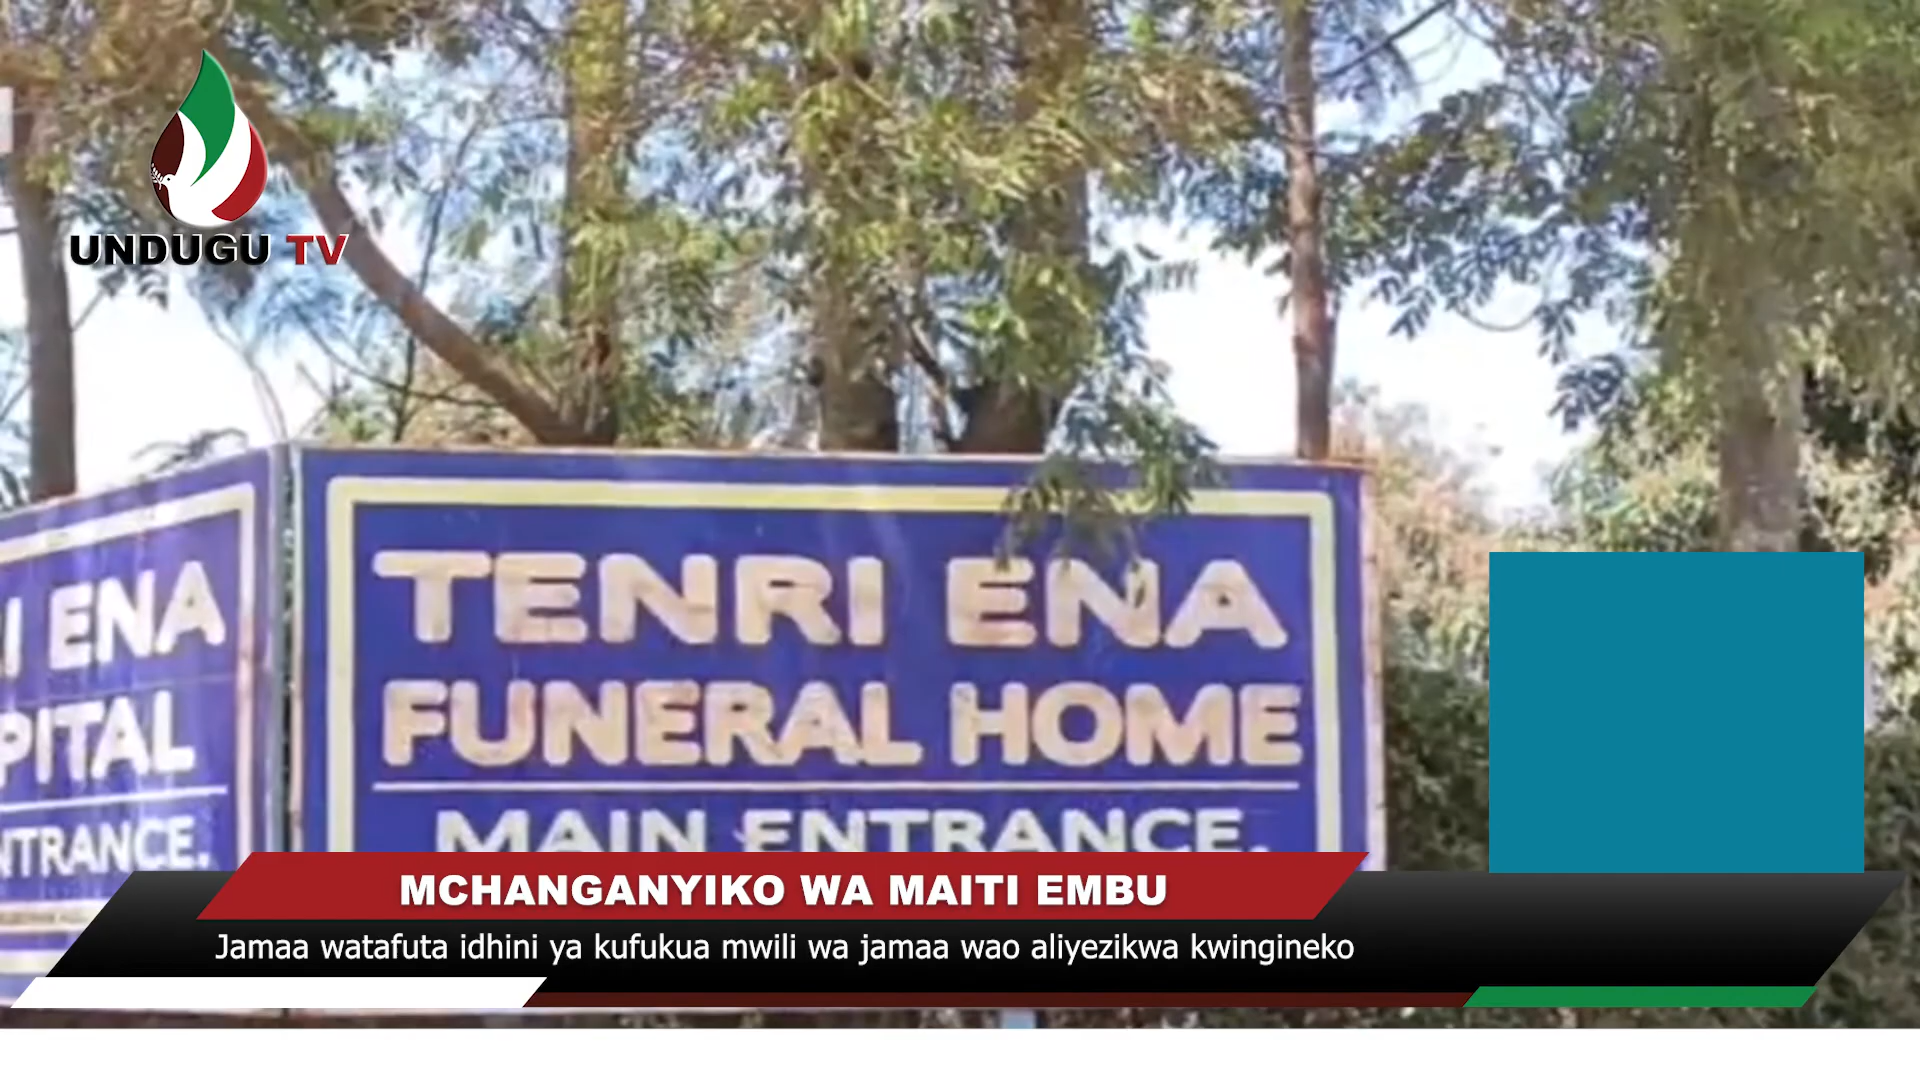 UNDUGU TV
I ENA
PITAL
NTRANCE.
TENRI ENA
FUNERAL HOME
MAIN ENTRANCE.
MCHANGANYIKO WA MAITI EMBU
Jamaa watafuta idhini ya kufukua mwili wa jamaa wao aliyezikwa kwingineko